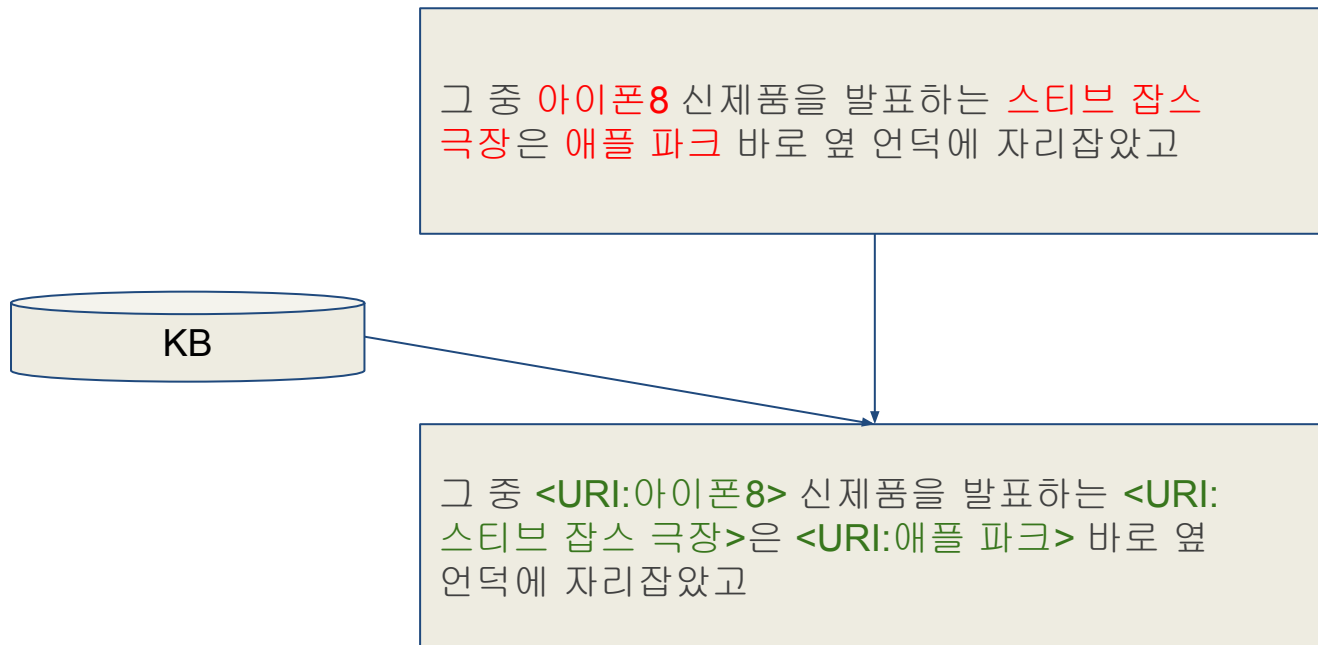 그 중 아이폰8 신제품을 발표하는 스티브 잡스
극장은 애플 파크 바로 옆 언덕에 자리잡았고
KB
그 중 <URI:아이폰8> 신제품을 발표하는 <URI:
스티브 잡스 극장>은 <URI:애플 파크> 바로 옆
언덕에 자리잡았고